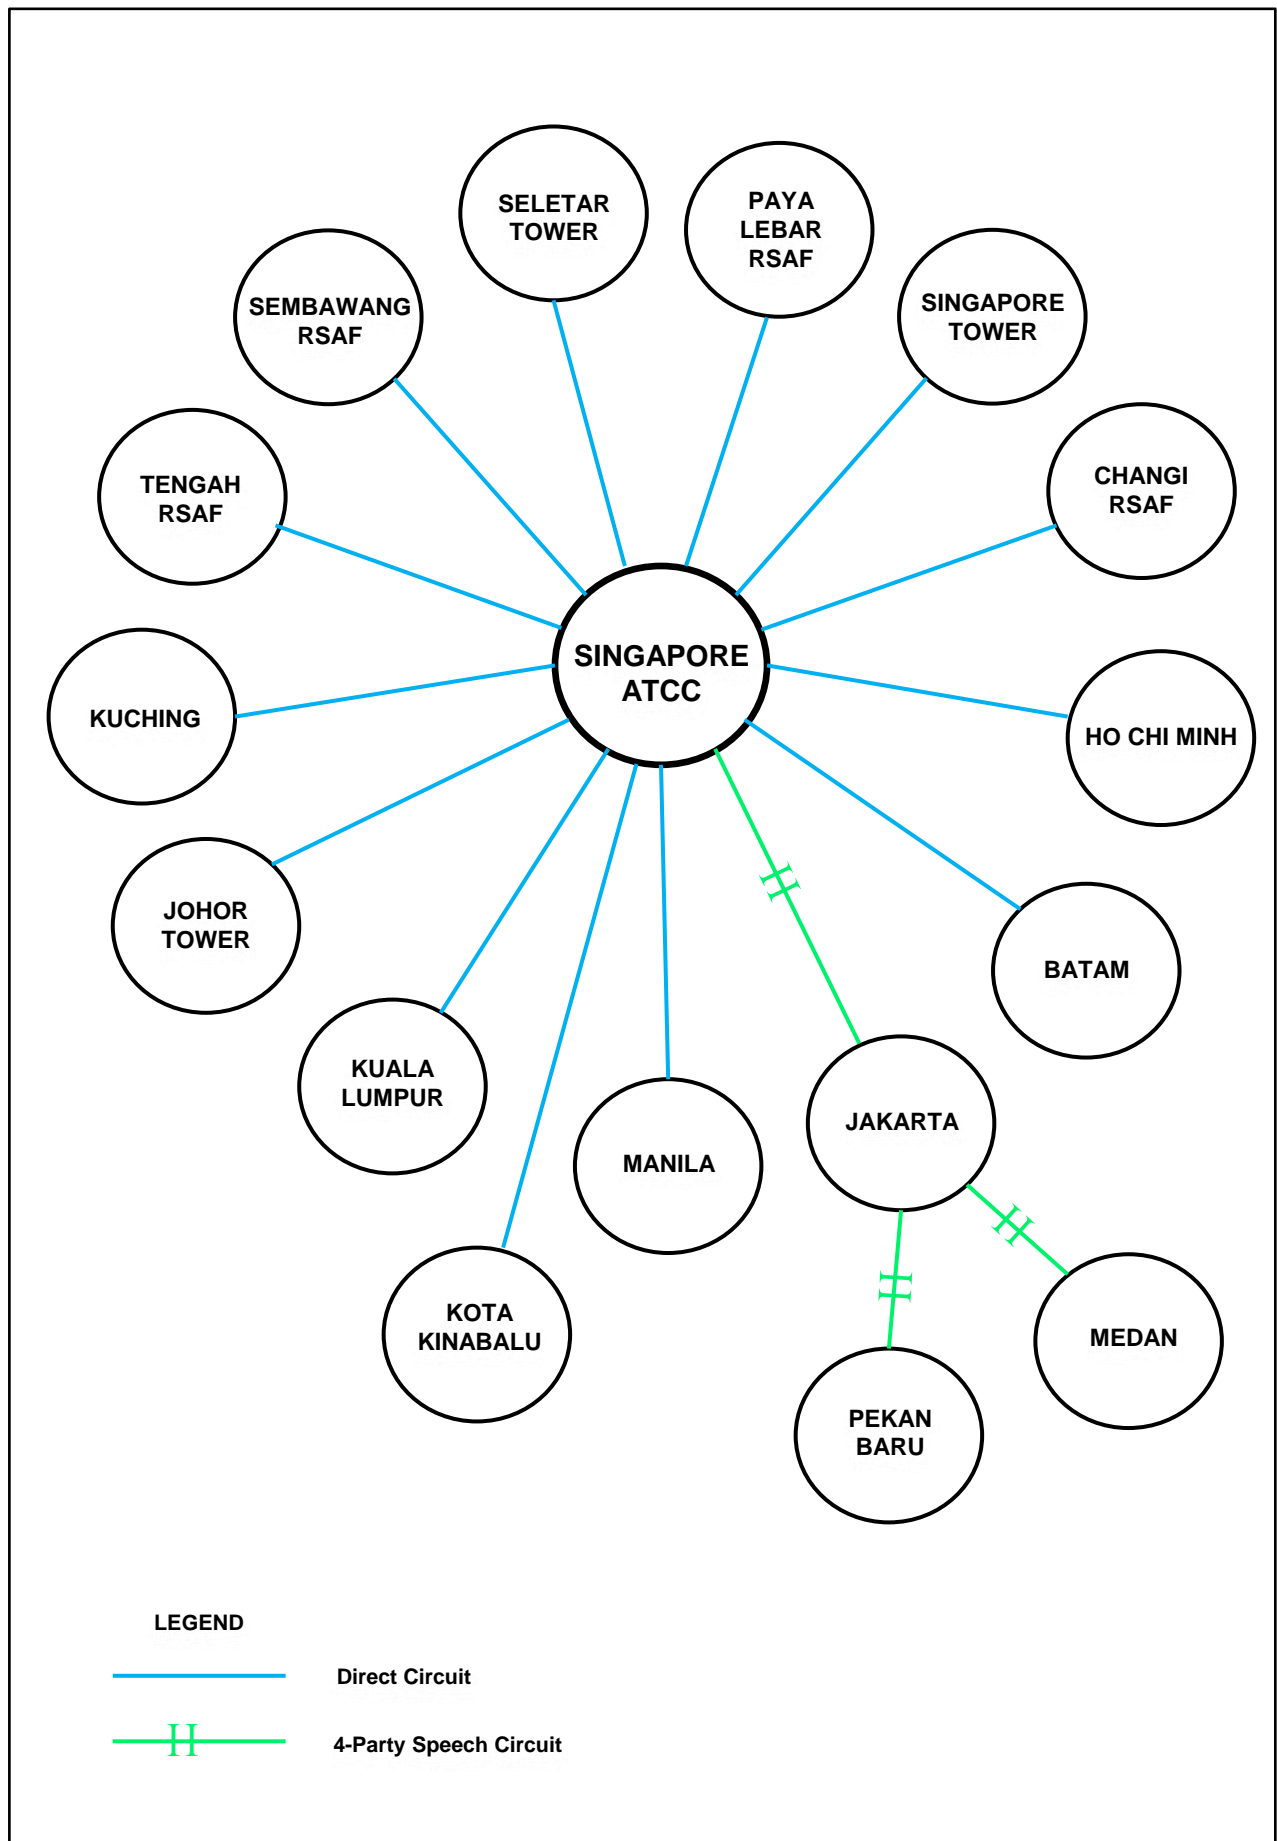 SELETAR
TOWER
PAYA
LEBAR
RSAF
SEMBAWANG
RSAF
SINGAPORE
TOWER
TENGAH
RSAF
CHANGI
RSAF
SINGAPORE
ATCC
KUCHING
HO CHI MINH
JOHOR
TOWER
BATAM
KUALA
LUMPUR
JAKARTA
MANILA
KOTA
KINABALU
MEDAN
PEKAN
BARU
LEGEND
Direct Circuit
4-Party Speech Circuit